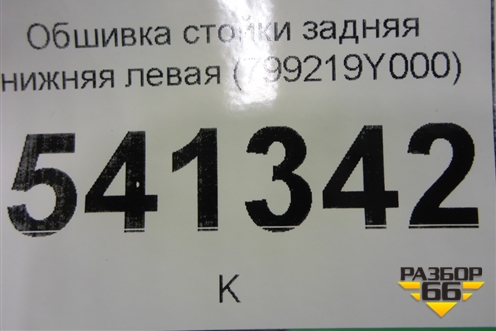 Обшивка стойки задняя
нижняя левая (799219Y000)
541342
К
РАЗБОР
66